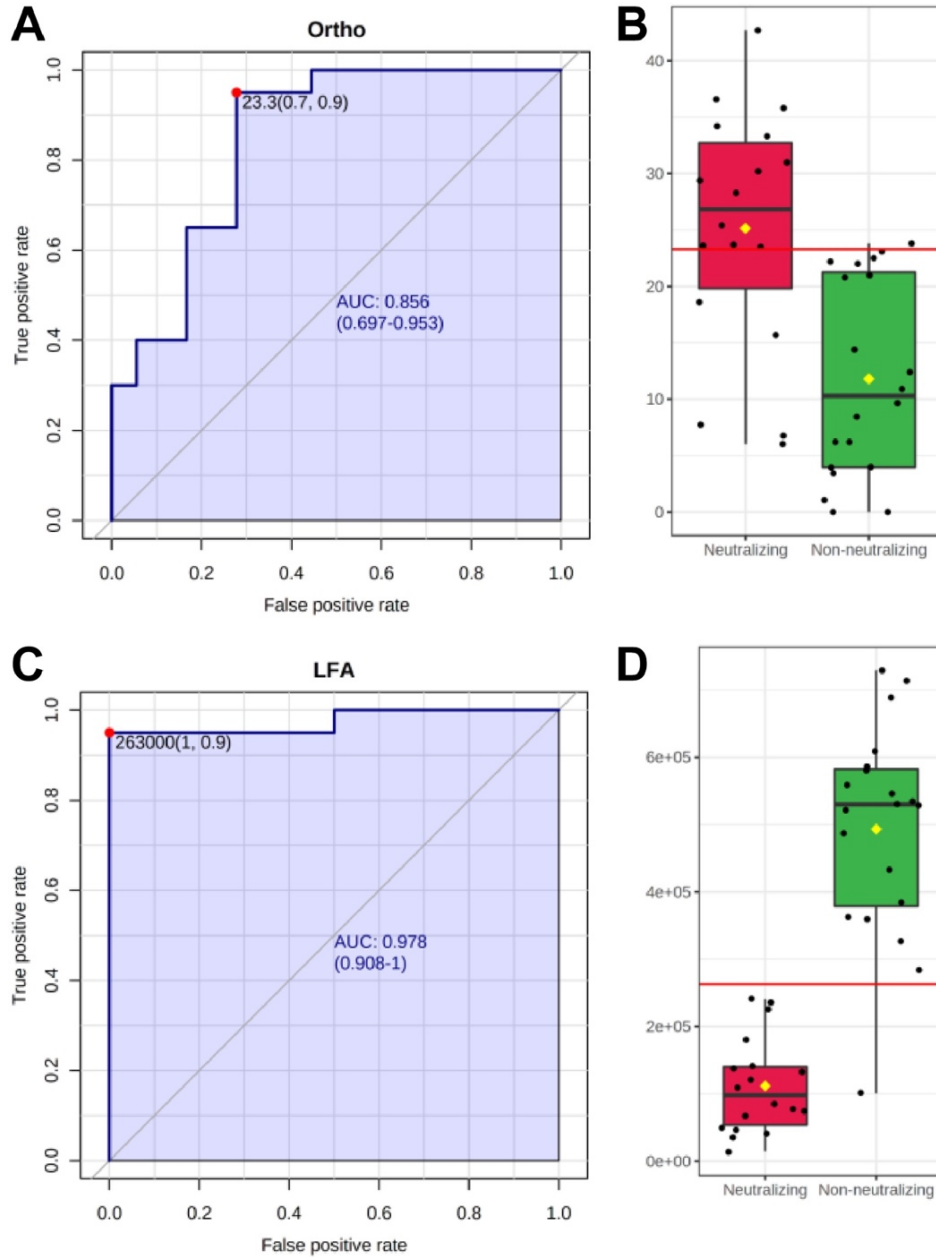 A
Ortho
True positive rate
1.0
0.8
0.6
0.4
0.2
0.0
23.3(0.7, 0.9)
AUC: 0.856
(0.697-0.953)
0.0 0.2 0.4 0.6 0.8 1.0
False positive rate
B
40
30
20
10
0
Neutralizing Non-neutralizing
C
LFA
True positive rate
1.0
0.8
0.6
0.4
0.2
0.0
263000(1, 0.9)
AUC: 0.978
(0.908-1)
0.0 0.2 0.4 0.6 0.8 1.0
False positive rate
D
6e+05
4e+05
2e+05
0e+00
Neutralizing Non-neutralizing